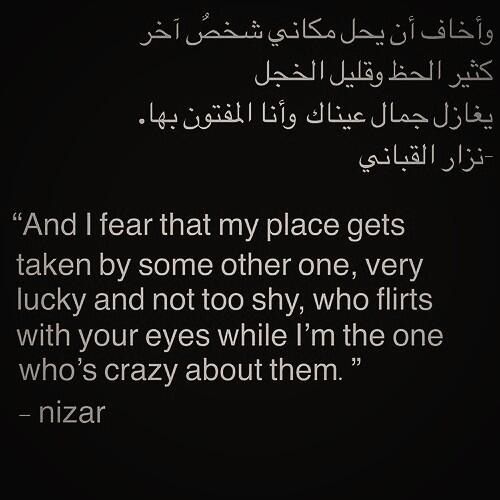 وأخاف أن يحل مكاني شخصٌ آخر
كثير الحظ وقليل الخجل
يغازل جمال عيناك وأنا المفتون بها.
-نزار القباني
“And I fear that my place gets
taken by some other one, very
lucky and not too shy, who flirts
with your eyes while I’m the one
who’s crazy about them. ”
– nizar